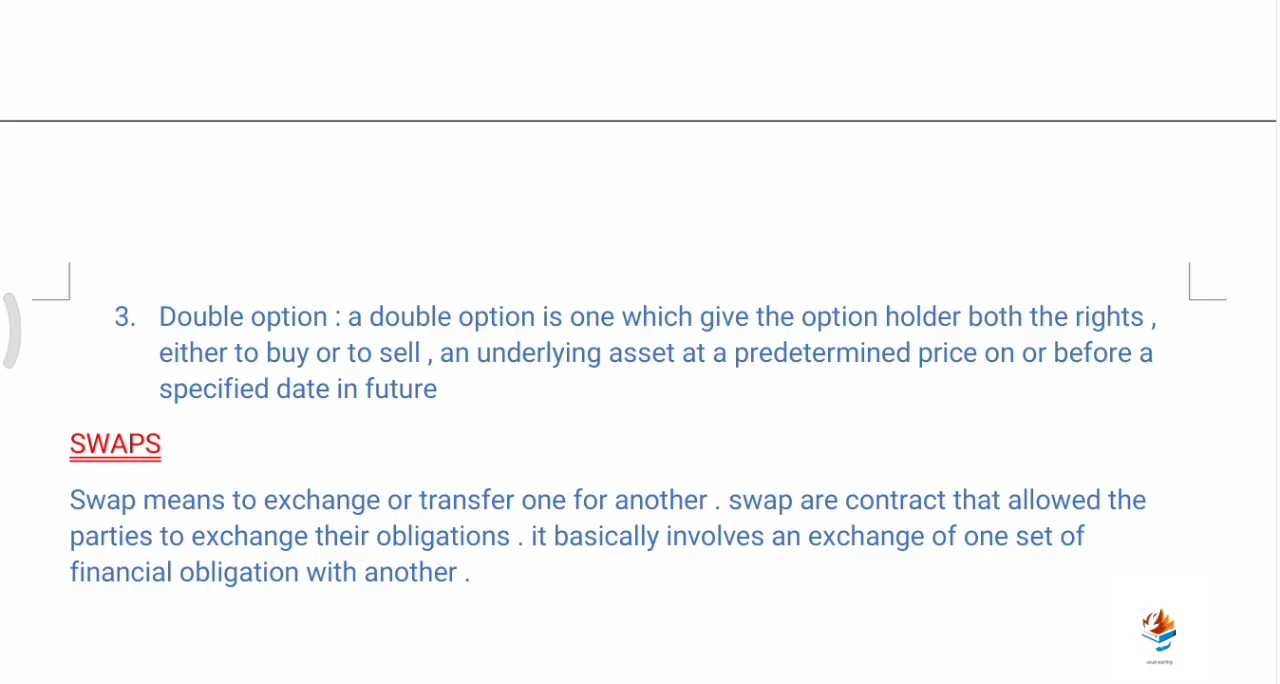 3. Double option : a double option is one which give the option holder both the rights ,
either to buy or to sell , an underlying asset at a predetermined price on or before a
specified date in future
SWAPS
Swap means to exchange or transfer one for another . swap are contract that allowed the
parties to exchange their obligations . it basically involves an exchange of one set of
financial obligation with another .